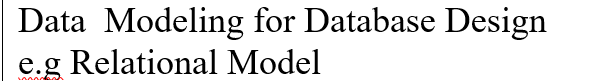 Data  Modeling for Database Design
e.g Relational Model